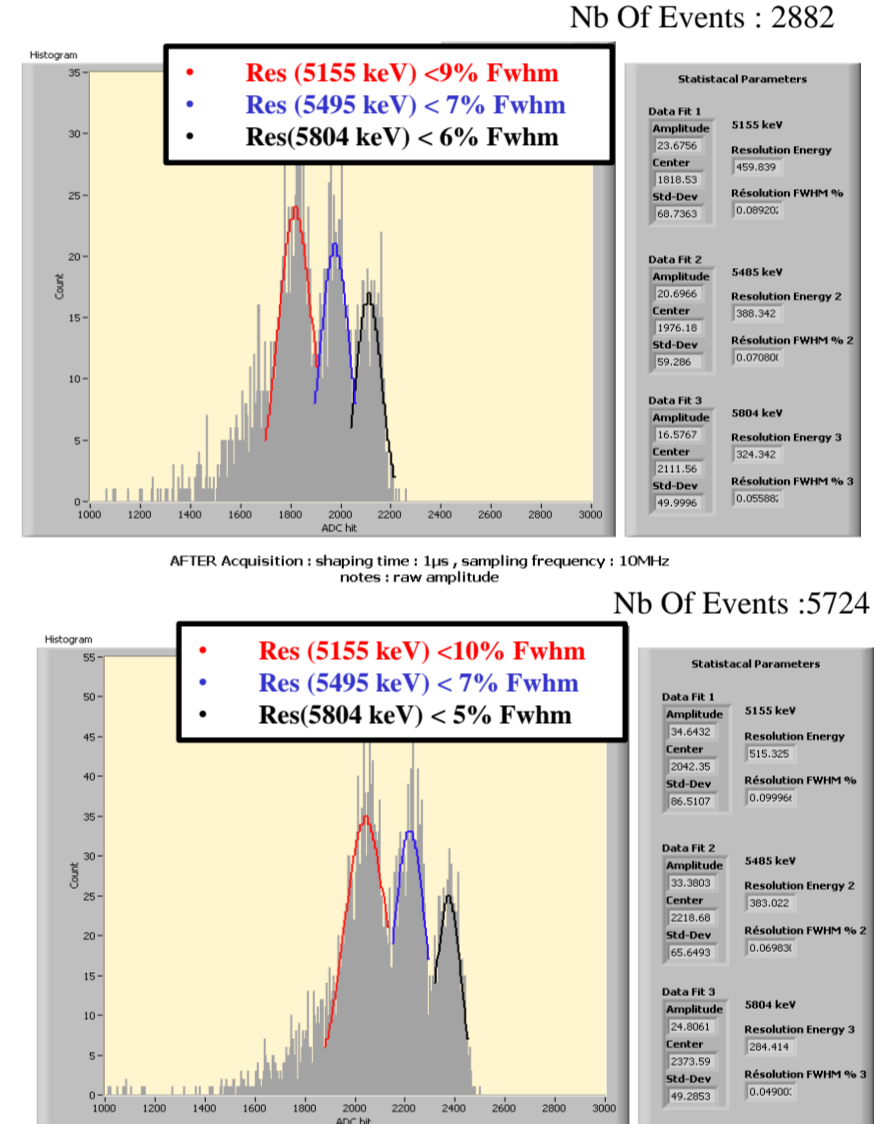 Nb Of Events : 2882
Histogram
• Res (5155 keV) <9% Fwhm
• Res (5495 keV) < 7% Fwhm
• Res(5804 keV) < 6% Fwhm
35
30
25
20
15
10
5
0
Count
1000 1200 1400 1600 1800 2000 2200 2400 2600 2800 3000
ADC hit
Statistacal Parameters
Data Fit 1
Amplitude 5155 keV
23.6756 Resolution Energy
Center 459.839
1818.53
Std-Dev Résolution FWHM %
68.7363 0.0892
Data Fit 2
Amplitude 5485 keV
20.6966 Resolution Energy 2
Center 388.342
1976.18
Std-Dev Résolution FWHM % 2
59.286 0.0708
Data Fit 3
Amplitude 5804 keV
16.5767 Resolution Energy 3
Center 324.342
2111.56
Std-Dev Résolution FWHM % 3
49.9996 0.0558
AFTER Acquisition : shaping time : 1µs , sampling frequency : 10MHz
notes : raw amplitude
Nb Of Events :5724
Histogram
• Res (5155 keV) <10% Fwhm
• Res (5495 keV) < 7% Fwhm
• Res(5804 keV) < 5% Fwhm
55
50
45
40
35
30
25
20
15
10
5
0
Count
1000 1200 1400 1600 1800 2000 2200 2400 2600 2800 3000
ADC hit
Statistacal Parameters
Data Fit 1
Amplitude 5155 keV
34.6432 Resolution Energy
Center 515.325
2042.35
Std-Dev Résolution FWHM %
86.5107 0.0999
Data Fit 2
Amplitude 5485 keV
33.3803 Resolution Energy 2
Center 383.022
2218.68
Std-Dev Résolution FWHM % 2
65.6493 0.0698
Data Fit 3
Amplitude 5804 keV
24.8061 Resolution Energy 3
Center 284.414
2373.59
Std-Dev Résolution FWHM % 3
49.2853 0.0490